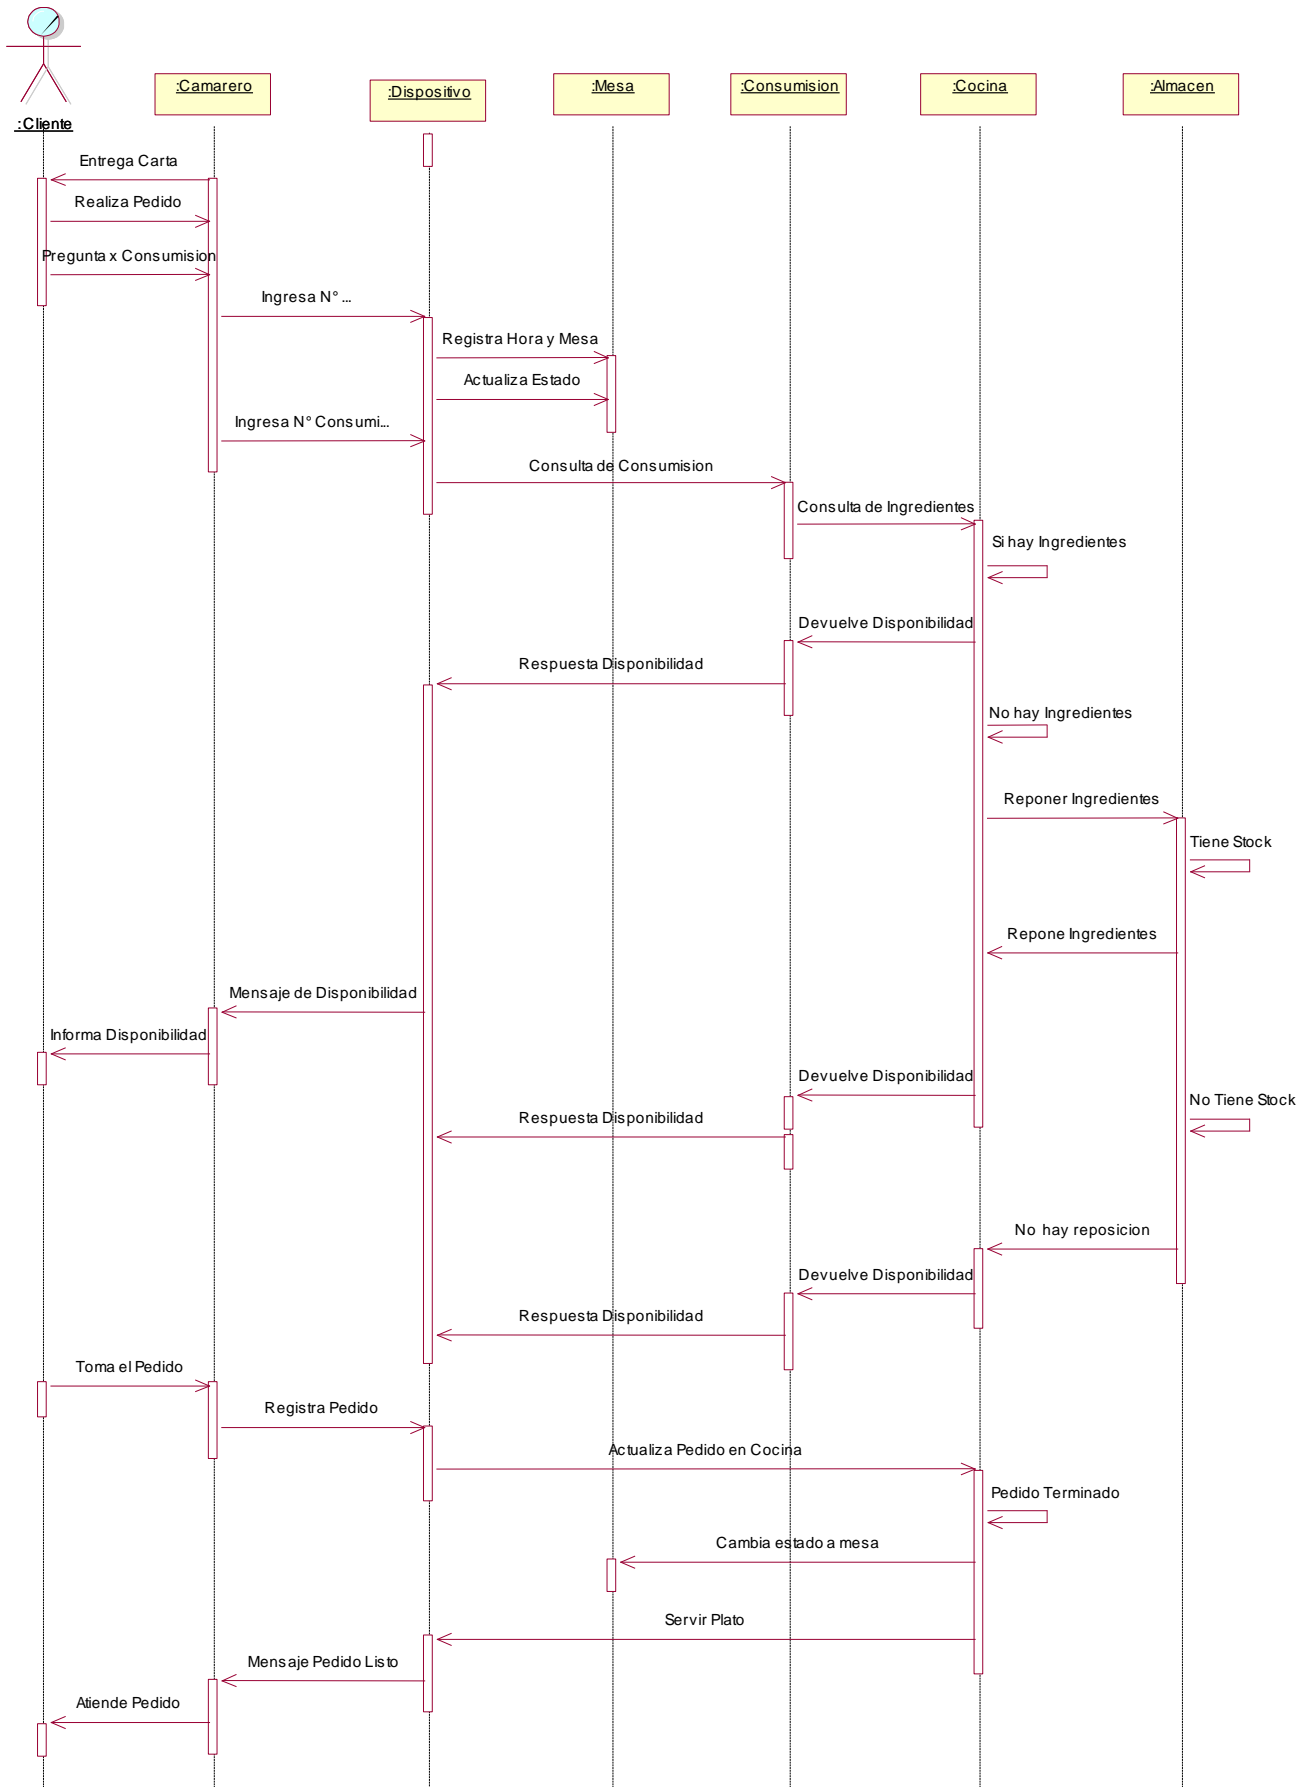 :Cliente
:Camarero
:Dispositivo
:Mesa
:Consumision
:Cocina
:Almacen
Entrega Carta
Realiza Pedido
Pregunta x Consumision
Ingresa N° ...
Registra Hora y Mesa
Actualiza Estado
Ingresa N° Consumi...
Consulta de Consumision
Consulta de Ingredientes
Si hay Ingredientes
Devuelve Disponibilidad
Respuesta Disponibilidad
No hay Ingredientes
Reponer Ingredientes
Tiene Stock
Repone Ingredientes
Mensaje de Disponibilidad
Informa Disponibilidad
Devuelve Disponibilidad
No Tiene Stock
Respuesta Disponibilidad
No hay reposicion
Devuelve Disponibilidad
Respuesta Disponibilidad
Toma el Pedido
Registra Pedido
Actualiza Pedido en Cocina
Pedido Terminado
Cambia estado a mesa
Servir Plato
Mensaje Pedido Listo
Atiende Pedido